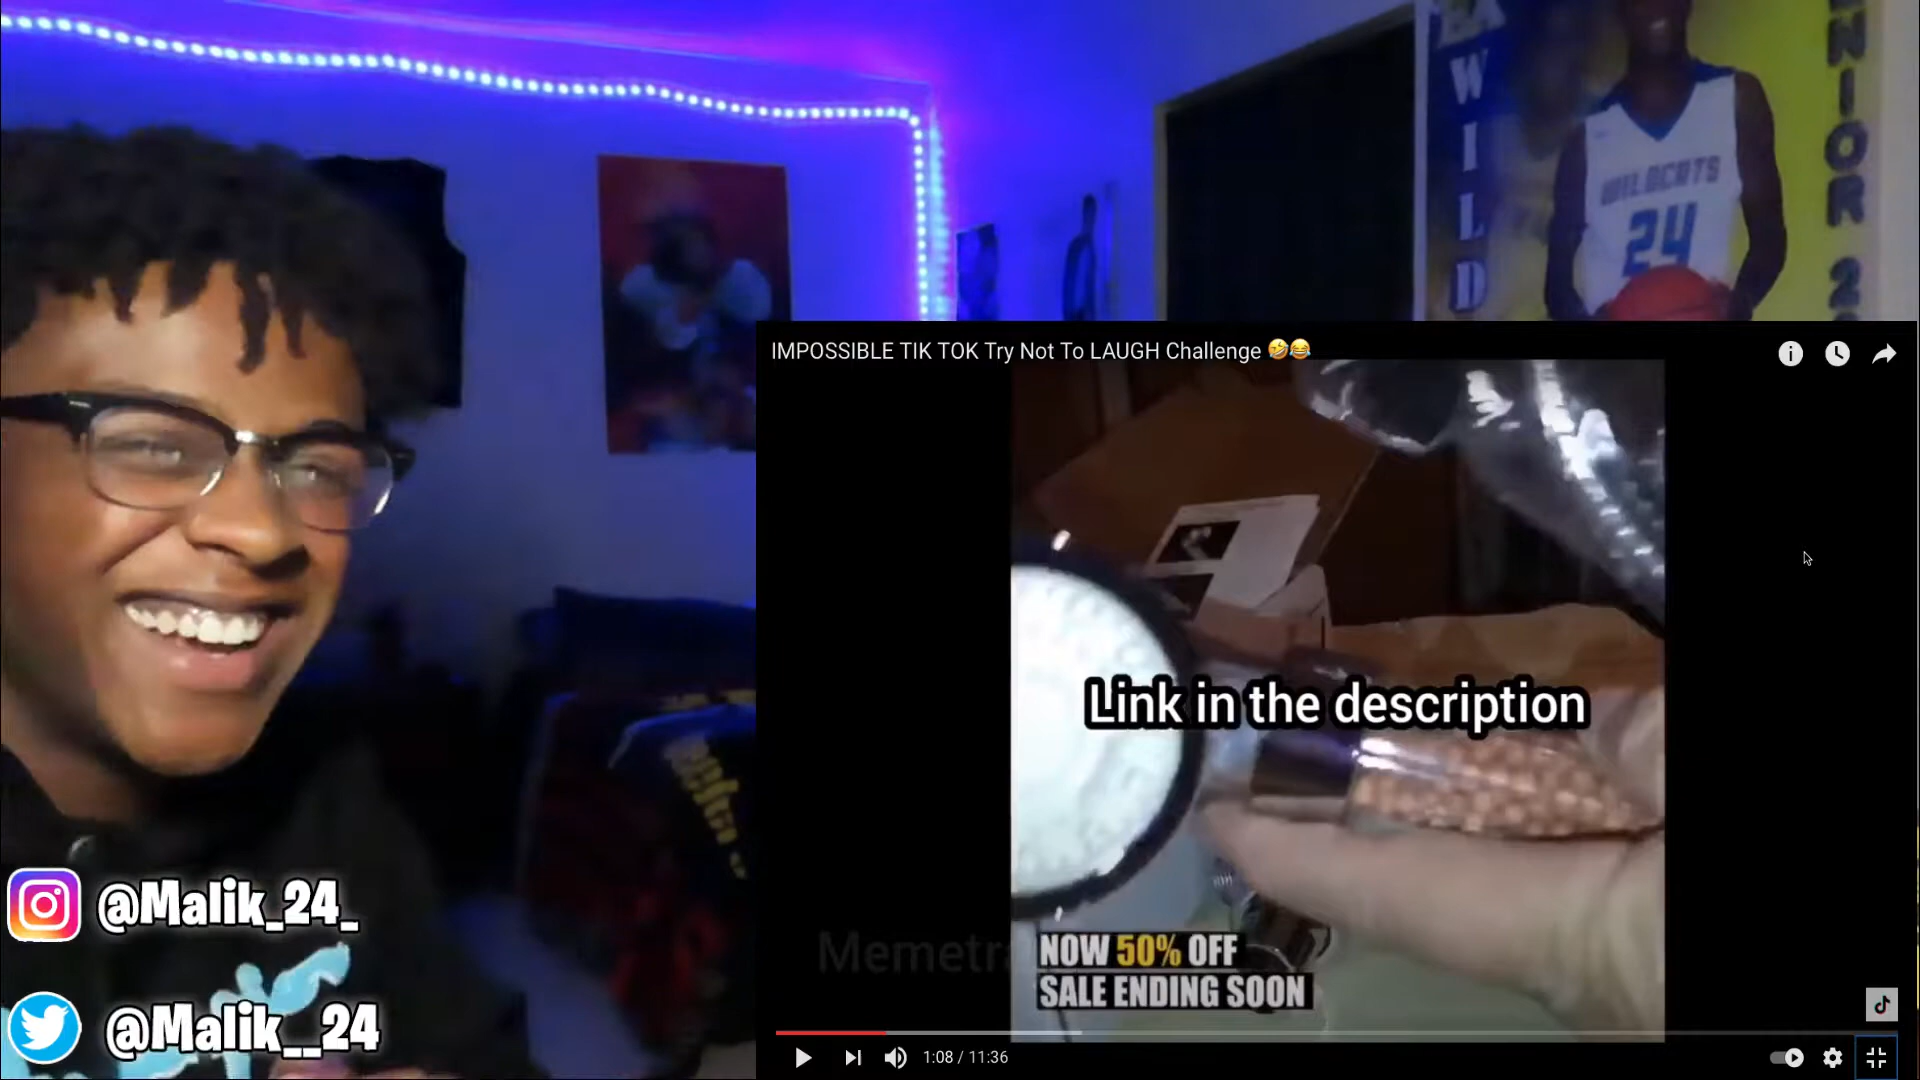 WILD
NIOR 2
WILDCATS
24
IMPOSSIBLE TIK TOK Try Not To LAUGH Challenge 🤣😂
Link in the description
@Malik_24_
Memetr
NOW 50% OFF
SALE ENDING SOON
@Malik__24
1:08 / 11:36